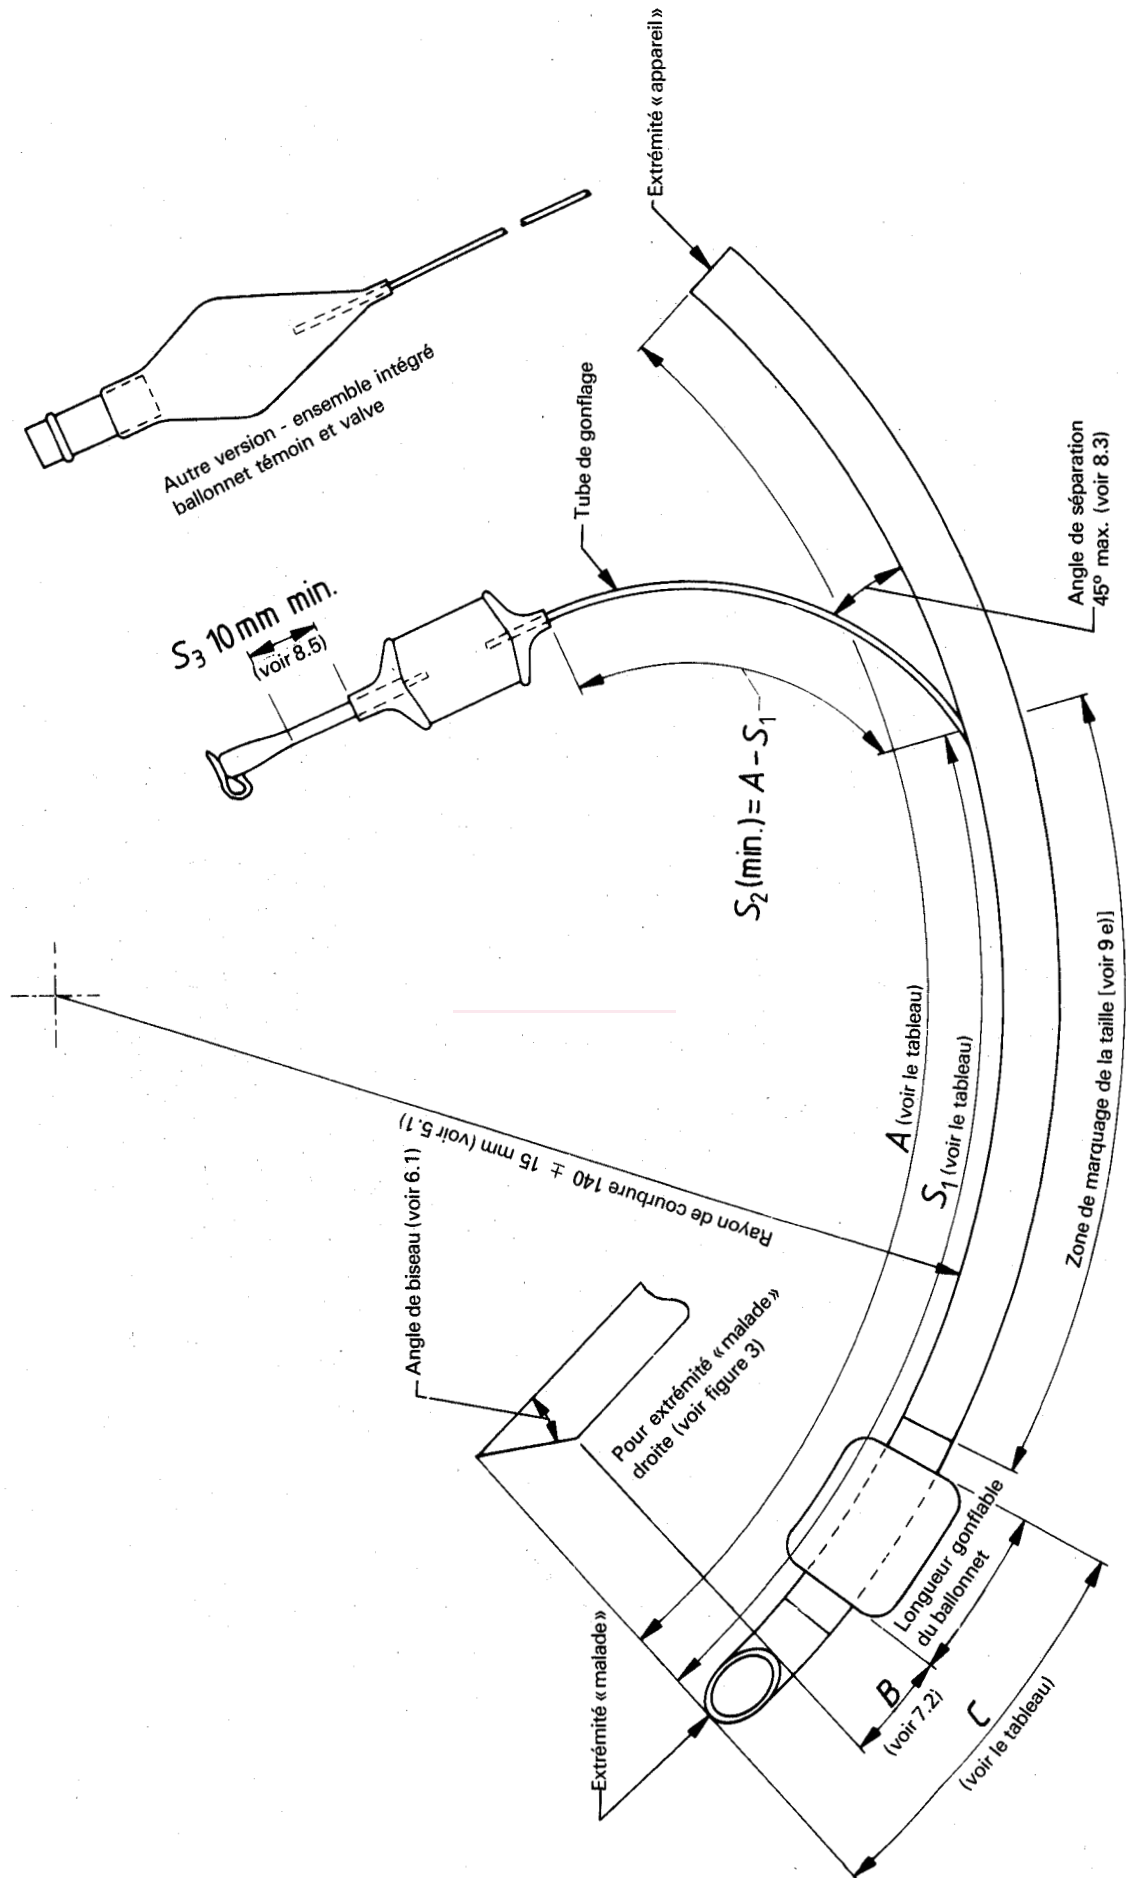 Extrémité « appareil »
Autre version - ensemble intégré
ballonnet témoin et valve
Tube de gonflage
S3 10 mm min.
(voir 8.5)
Angle de séparation
45° max. (voir 8.3)
S2 (min.) = A - S1
A (voir le tableau)
S1 (voir le tableau)
Zone de marquage de la taille [voir 9 e)]
Rayon de courbure 140 ± 15 mm (voir 5.1)
Angle de biseau (voir 6.1)
Pour extrémité « malade »
droite (voir figure 3)
Longueur gonflable
du ballonnet
Extrémité « malade »
B
(voir 7.2)
C
(voir le tableau)